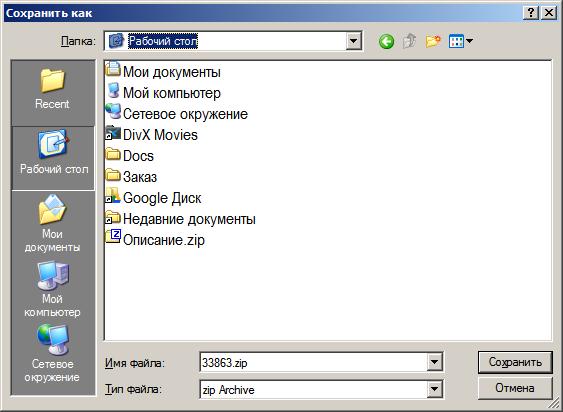 Сохранить как
Папка:
Рабочий стол
Recent
Рабочий стол
Мои
документы
Мой
компьютер
Сетевое
окружение
Мои документы
Мой компьютер
Сетевое окружение
DivX Movies
Docs
Заказ
Google Диск
Недавние документы
Описание.zip
Имя файла:
33863.zip
Сохранить
Тип файла:
zip Archive
Отмена